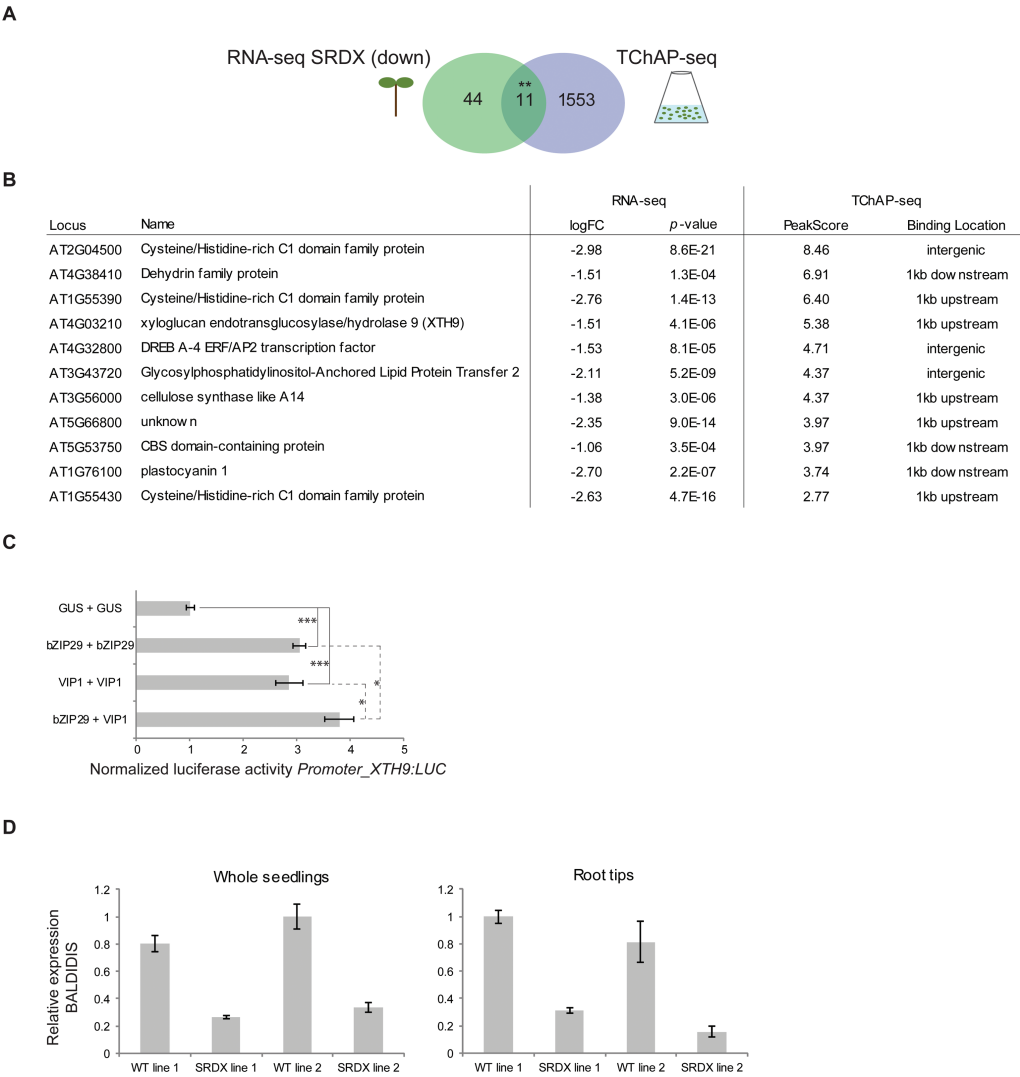 A
RNA-seq SRDX (down)
TChAP-seq
44
**
11
1553
B
RNA-seq TChAP-seq
Locus Name logFC p-value PeakScore Binding Location
AT2G04500 Cysteine/Histidine-rich C1 domain family protein -2.98 8.6E-21 8.46 intergenic
AT4G38410 Dehydrin family protein -1.51 1.3E-04 6.91 1kb downstream
AT1G55390 Cysteine/Histidine-rich C1 domain family protein -2.76 1.4E-13 6.40 1kb upstream
AT4G03210 xyloglucan endotransglucosylase/hydrolase 9 (XTH9) -1.51 4.1E-06 5.38 1kb upstream
AT4G32800 DREB A-4 ERF/AP2 transcription factor -1.53 8.1E-05 4.71 intergenic
AT3G43720 Glycosylphosphatidylinositol-Anchored Lipid Protein Transfer 2 -2.11 5.2E-09 4.37 intergenic
AT3G56000 cellulose synthase like A14 -1.38 3.0E-06 4.37 1kb upstream
AT5G66800 unknown -2.35 9.0E-14 3.97 1kb upstream
AT5G53750 CBS domain-containing protein -1.06 3.5E-04 3.97 1kb downstream
AT1G76100 plastocyanin 1 -2.70 2.2E-07 3.74 1kb downstream
AT1G55430 Cysteine/Histidine-rich C1 domain family protein -2.63 4.7E-16 2.77 1kb upstream
C
GUS + GUS
***
bZIP29 + bZIP29
***
VIP1 + VIP1
*
*
bZIP29 + VIP1
0 1 2 3 4 5
Normalized luciferase activity Promoter_XTH9:LUC
D
Whole seedlings
Relative expression
BALDIDIS
1.2
1
0.8
0.6
0.4
0.2
0
WT line 1 SRDX line 1 WT line 2 SRDX line 2
Root tips
1.2
1
0.8
0.6
0.4
0.2
0
WT line 1 SRDX line 1 WT line 2 SRDX line 2